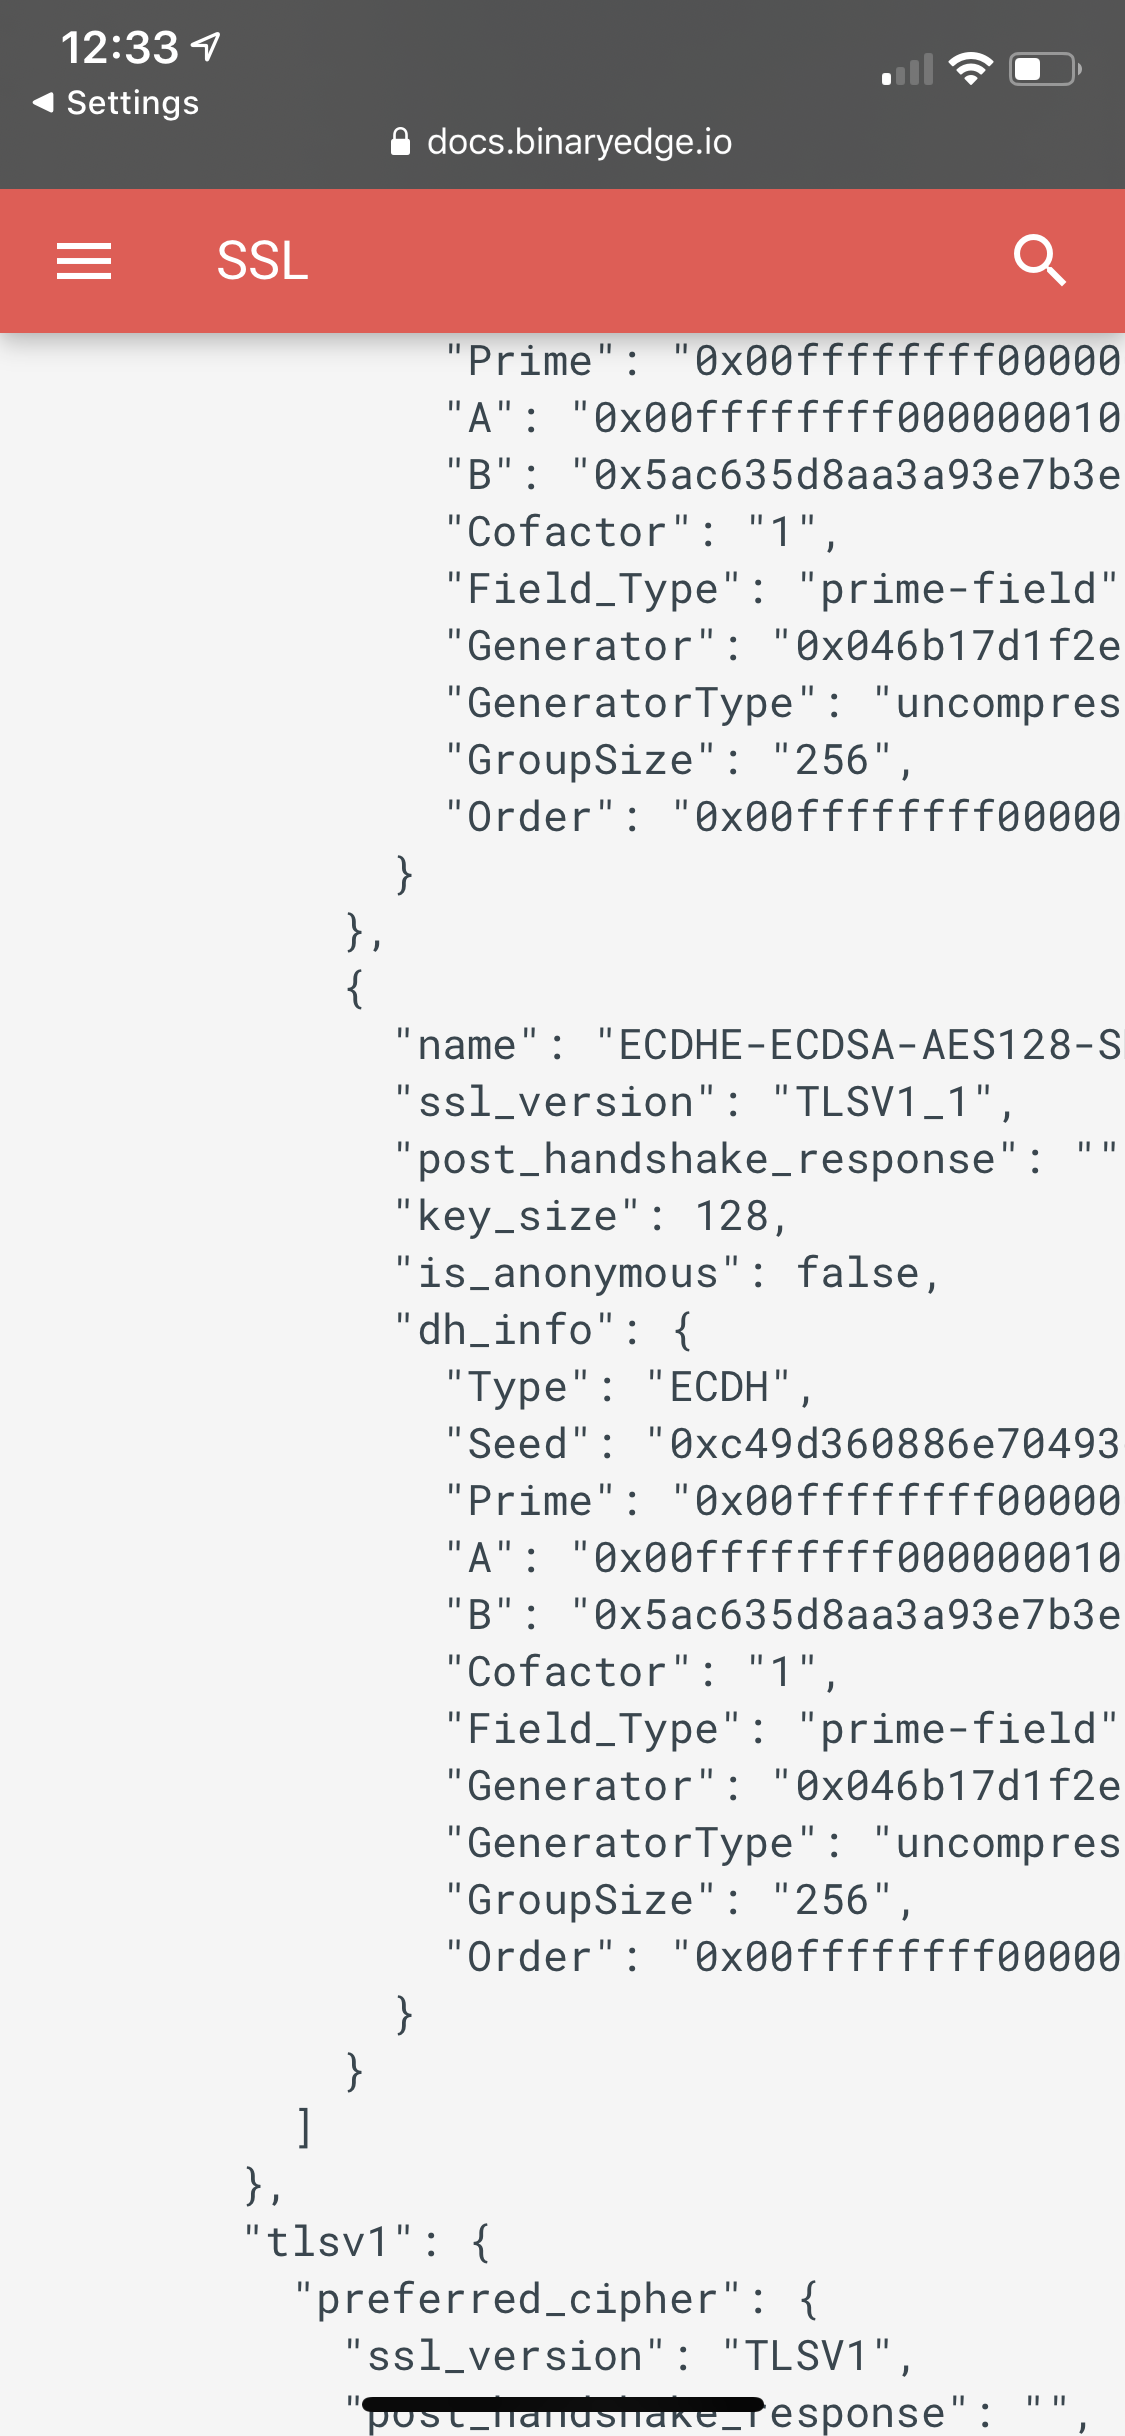 12:33
Settings
docs.binaryedge.io
SSL
"Prime": "0x00ffffffff00000
"A": "0x00ffffffff000000010
"B": "0x5ac635d8aa3a93e7b3e
"Cofactor": "1",
"Field_Type": "prime-field"
"Generator": "0x046b17d1f2e
"GeneratorType": "uncompres
"GroupSize": "256",
"Order": "0x00ffffffff00000
}
},
{
"name": "ECDHE-ECDSA-AES128-S
"ssl_version": "TLSV1_1",
"post_handshake_response": ""
"key_size": 128,
"is_anonymous": false,
"dh_info": {
"Type": "ECDH",
"Seed": "0xc49d360886e70493
"Prime": "0x00ffffffff00000
"A": "0x00ffffffff000000010
"B": "0x5ac635d8aa3a93e7b3e
"Cofactor": "1",
"Field_Type": "prime-field"
"Generator": "0x046b17d1f2e
"GeneratorType": "uncompres
"GroupSize": "256",
"Order": "0x00ffffffff00000
}
}
]
},
"tlsv1": {
"preferred_cipher": {
"ssl_version": "TLSV1",
"post_handshake_response": "",